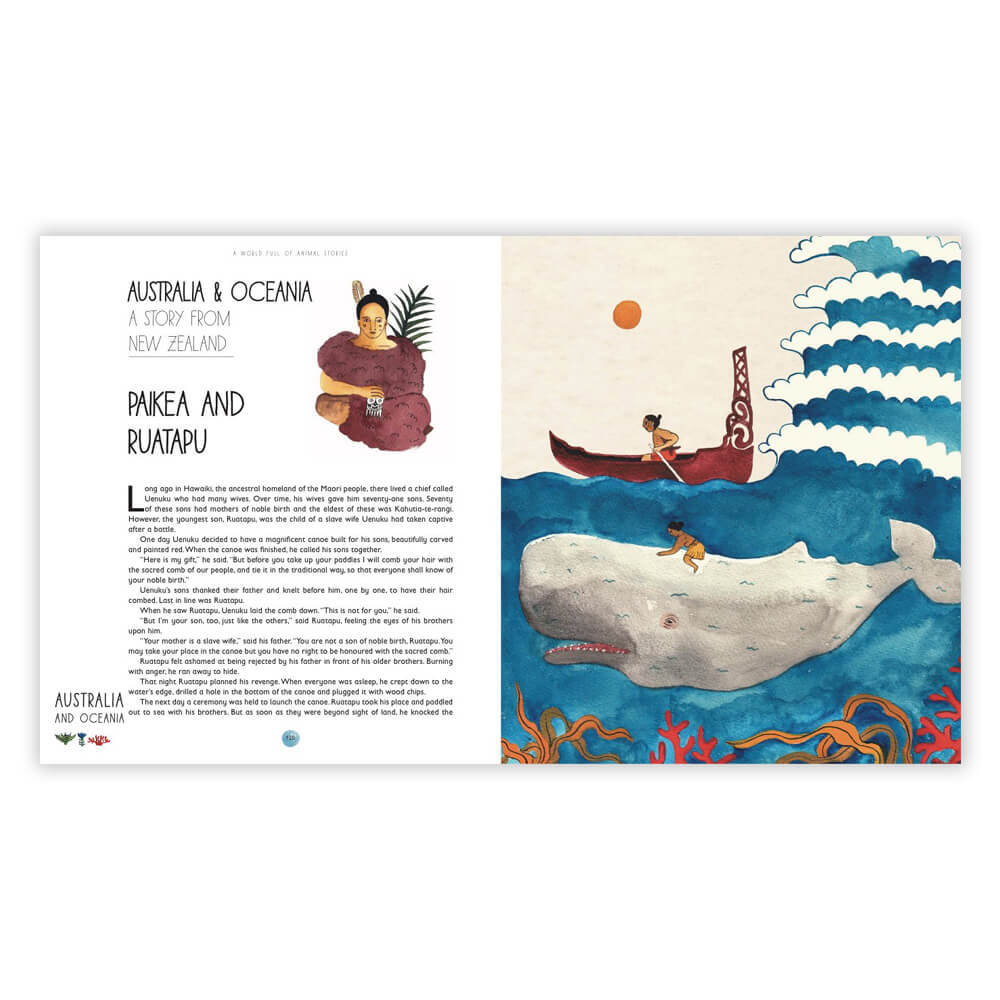 A WORLD FULL OF ANIMAL STORIES
AUSTRALIA & OCEANIA
A STORY FROM
NEW ZEALAND
PAIKEA AND
RUATAPU
Long ago in Hawaiki, the ancestral homeland of the Maori people, there lived a chief called
Uenuku who had many wives. Over time, his wives gave him seventy-one sons. Seventy
of these sons had mothers of noble birth and the eldest of these was Kahutia-te-rangi.
However, the youngest son, Ruatapu, was the child of a slave wife Uenuku had taken captive
after a battle.
One day Uenuku decided to have a magnificent canoe built for his sons, beautifully carved
and painted red. When the canoe was finished, he called his sons together.
“Here is my gift,” he said. “But before you take up your paddles I will comb your hair with
the sacred comb of our people, and tie it in the traditional way, so that everyone shall know of
your noble birth.”
Uenuku’s sons thanked their father and knelt before him, one by one, to have their hair
combed. Last in line was Ruatapu.
When he saw Ruatapu, Uenuku laid the comb down. “This is not for you,” he said.
“But I’m your son, too, just like the others,” said Ruatapu, feeling the eyes of his brothers
upon him.
“Your mother is a slave wife,” said his father. “You are not a son of noble birth, Ruatapu. You
may take your place in the canoe but you have no right to be honoured with the sacred comb.”
Ruatapu felt ashamed at being rejected by his father in front of his older brothers. Burning
with anger, he ran away to hide.
That night Ruatapu planned his revenge. When everyone was asleep, he crept down to the
water’s edge, drilled a hole in the bottom of the canoe and plugged it with wood chips.
The next day a ceremony was held to launch the canoe. Ruatapu took his place and paddled
out to sea with his brothers. But as soon as they were beyond sight of land, he knocked the
AUSTRALIA
AND OCEANIA